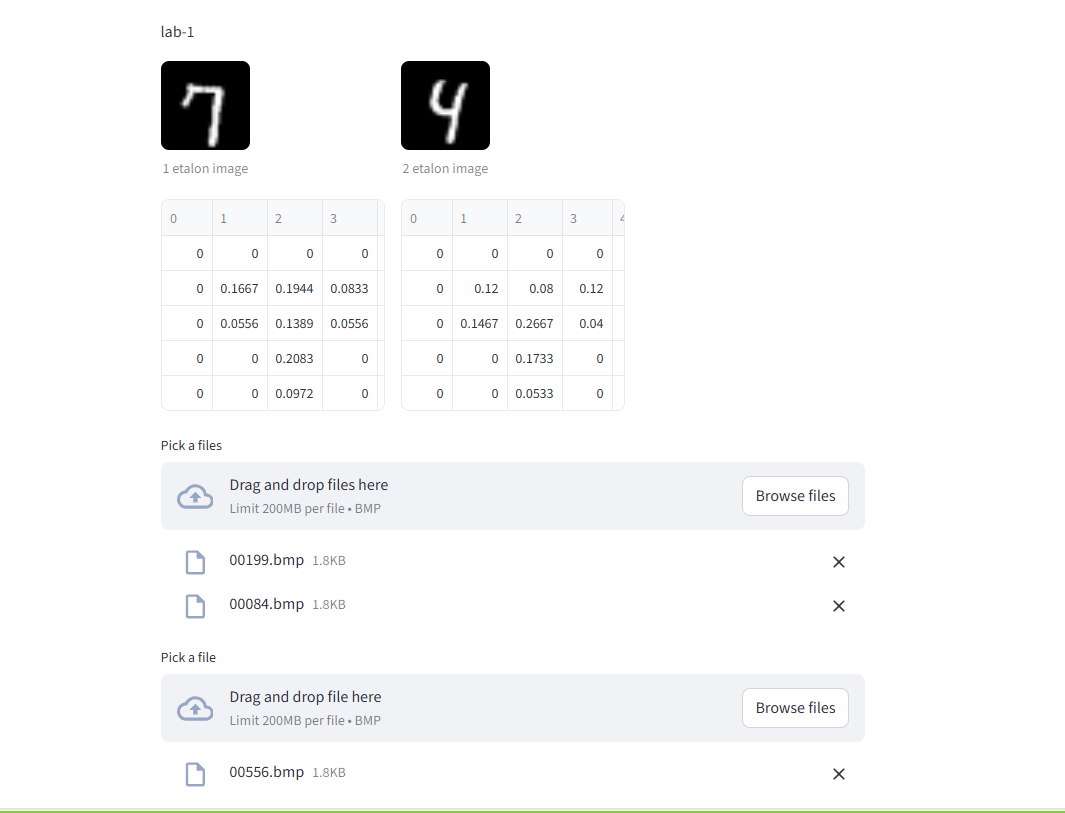 lab-1
7 4
1 etalon image 2 etalon image
0 1 2 3 0 1 2 3 4
0 0 0 0 0 0 0 0
0 0.1667 0.1944 0.0833 0 0.12 0.08 0.12
0 0.0556 0.1389 0.0556 0 0.1467 0.2667 0.04
0 0 0.2083 0 0 0 0.1733 0
0 0 0.0972 0 0 0 0.0533 0
Pick a files
Drag and drop files here
Limit 200MB per file • BMP
Browse files
00199.bmp 1.8KB
00084.bmp 1.8KB
Pick a file
Drag and drop file here
Limit 200MB per file • BMP
Browse files
00556.bmp 1.8KB